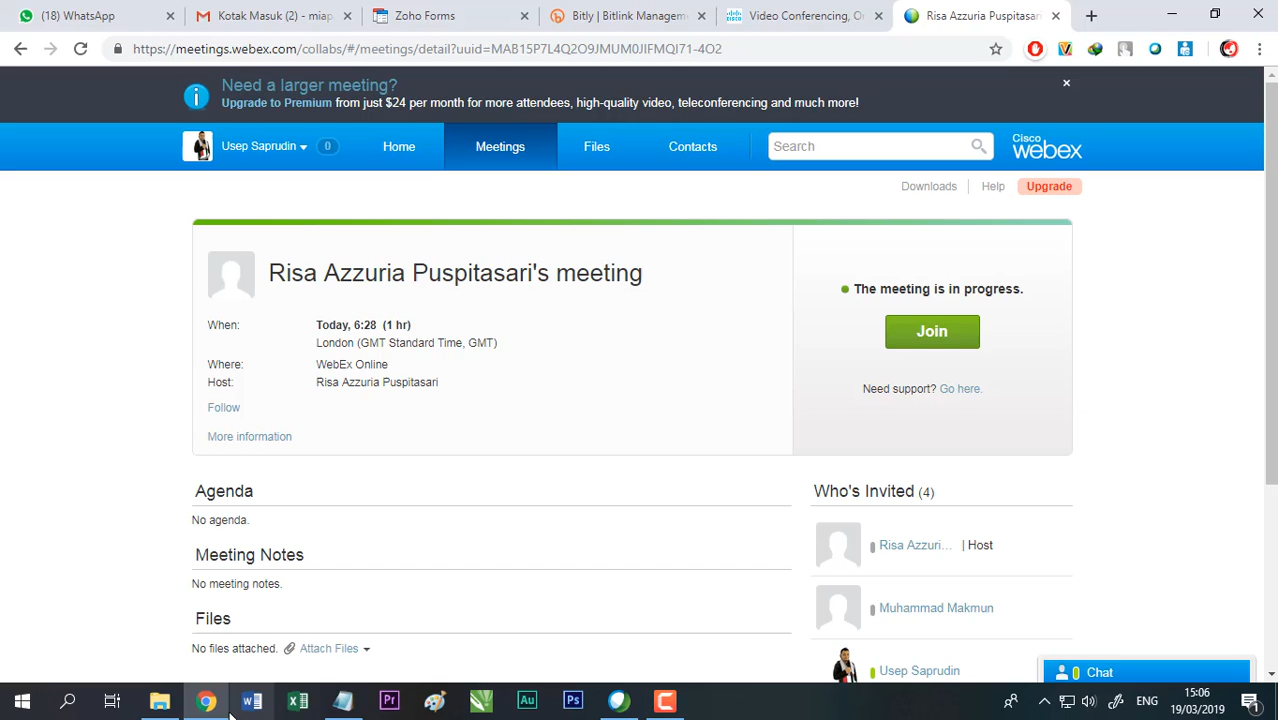 (18) WhatsApp
Kotak Masuk (2) - miap
Zoho Forms
Bitly | Bitlink Manageme
Video Conferencing, O
Risa Azzuria Puspitasari
https://meetings.webex.com/collabs/#/meetings/detail?uuid=MAB15P7L4Q2O9JMUM0JIFMQI71-4O2
Need a larger meeting?
Upgrade to Premium from just $24 per month for more attendees, high-quality video, teleconferencing and much more!
Usep Saprudin 0 Home Meetings Files Contacts Search Cisco webex
Downloads Help Upgrade
Risa Azzuria Puspitasari's meeting
When: Today, 6:28 (1 hr)
London (GMT Standard Time, GMT)
Where: WebEx Online
Host: Risa Azzuria Puspitasari
Follow
More information
The meeting is in progress.
Join
Need support? Go here.
Agenda
No agenda.
Meeting Notes
No meeting notes.
Files
No files attached. Attach Files
Who's Invited (4)
Risa Azzuri... | Host
Muhammad Makmun
Usep Saprudin
Chat
Pr
Au
Ps
ENG
15:06
19/03/2019
1